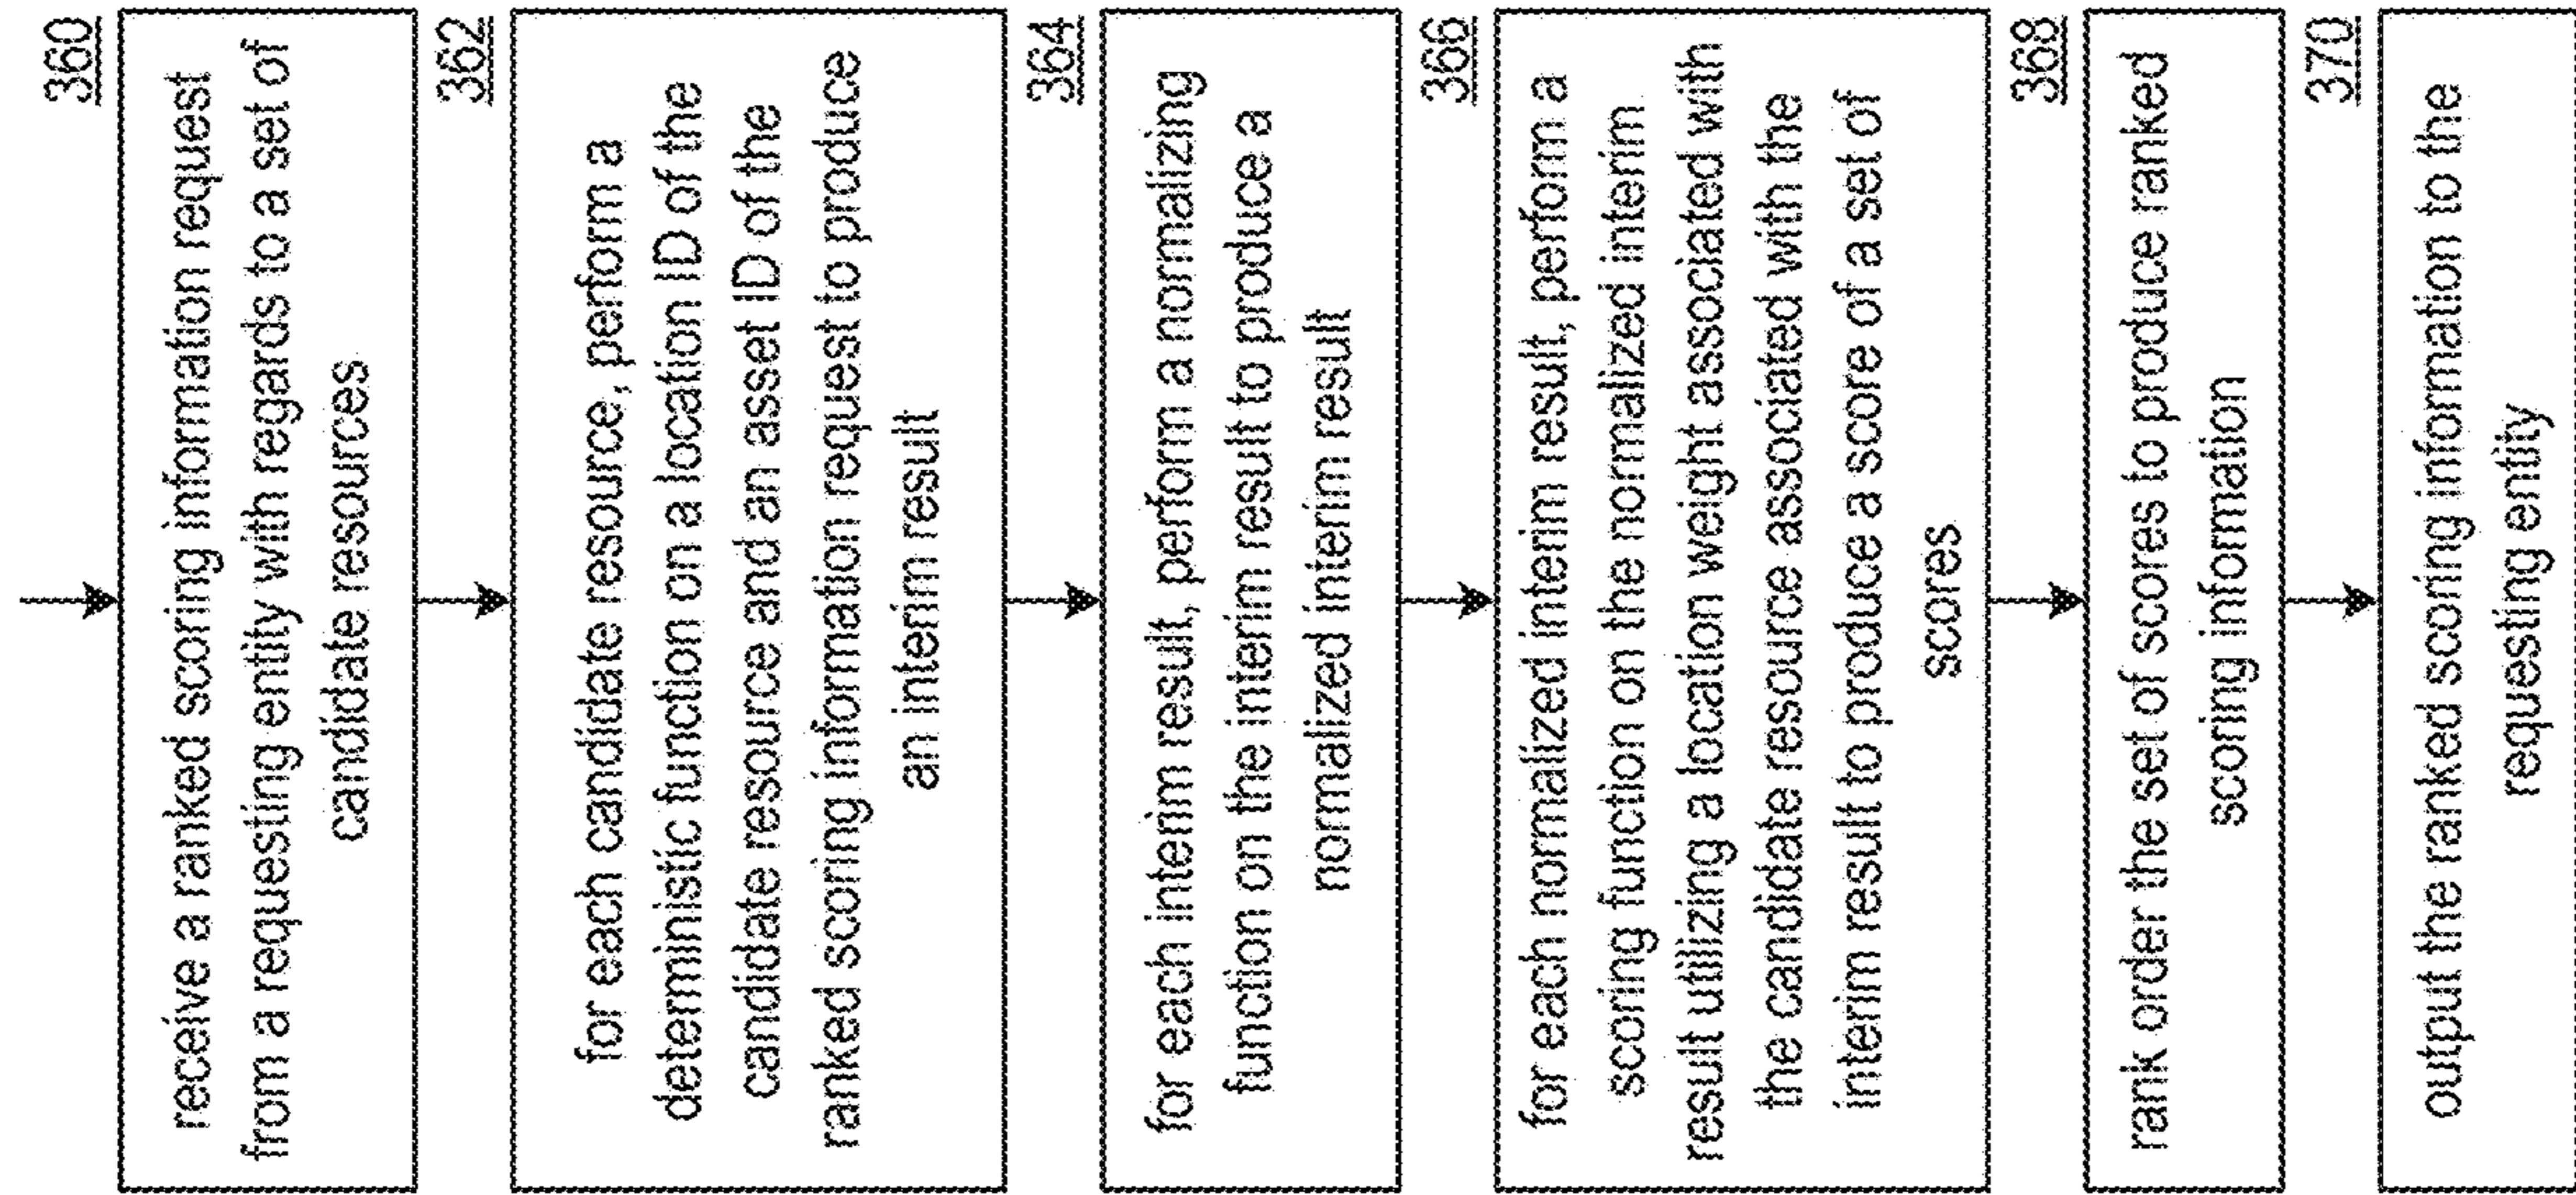 360
receive a ranked scoring information request
from a requesting entity with regards to a set of
candidate resources
362
for each candidate resource, perform a
deterministic function on a location ID of the
candidate resource and an asset ID of the
ranked scoring information request to produce
an interim result
364
for each interim result, perform a normalizing
function on the interim result to produce a
normalized interim result
366
for each normalized interim result, perform a
scoring function on the normalized interim
result utilizing a location weight associated with
the candidate resource associated with the
interim result to produce a score of a set of
scores
368
rank order the set of scores to produce ranked
scoring information
370
output the ranked scoring information to the
requesting entity